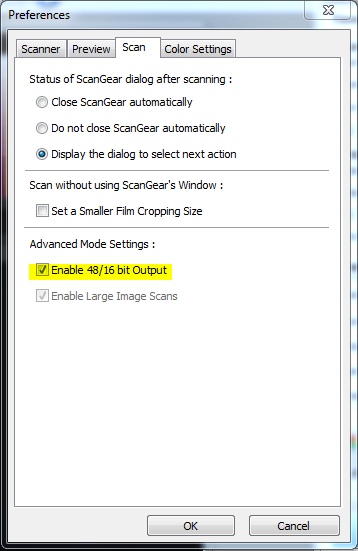 Preferences
Scanner Preview Scan Color Settings
Status of ScanGear dialog after scanning :
Close ScanGear automatically
Do not close ScanGear automatically
Display the dialog to select next action
Scan without using ScanGear's Window :
Set a Smaller Film Cropping Size
Advanced Mode Settings :
Enable 48/16 bit Output
Enable Large Image Scans
OK Cancel